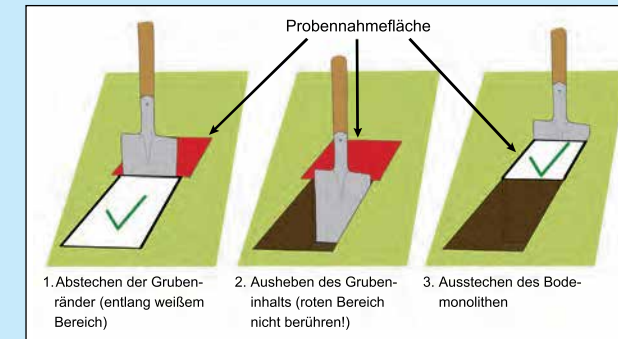 Probennahmefläche
1. Abstechen der Gruben-
ränder (entlang weißem
Bereich)
2. Ausheben des Gruben-
inhalts (roten Bereich
nicht berühren!)
3. Ausstechen des Bode-
monolithen